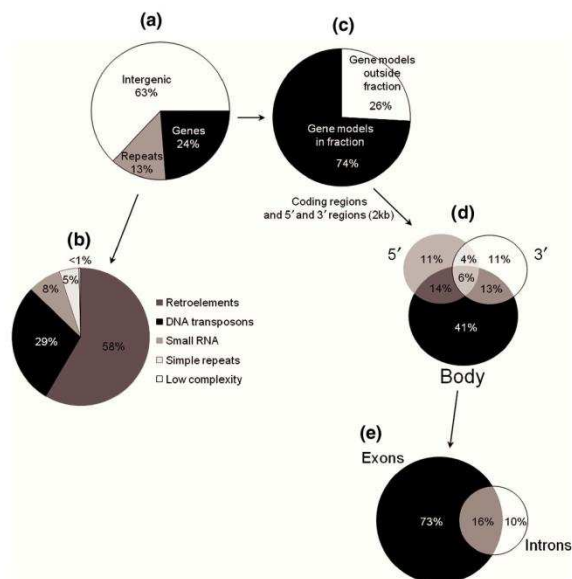 (a)
Intergenic
63%
Genes
24%
Repeats
13%
(c)
Gene models
outside
fraction
26%
Gene models
in fraction
74%
Coding regions
and 5′ and 3′ regions (2kb)
(b)
<1%
5%
8%
29%
58%
Retroelements
DNA transposons
Small RNA
Simple repeats
Low complexity
(d)
5′
3′
11%
4%
11%
6%
14%
13%
41%
Body
(e)
Exons
73%
16%
10%
Introns